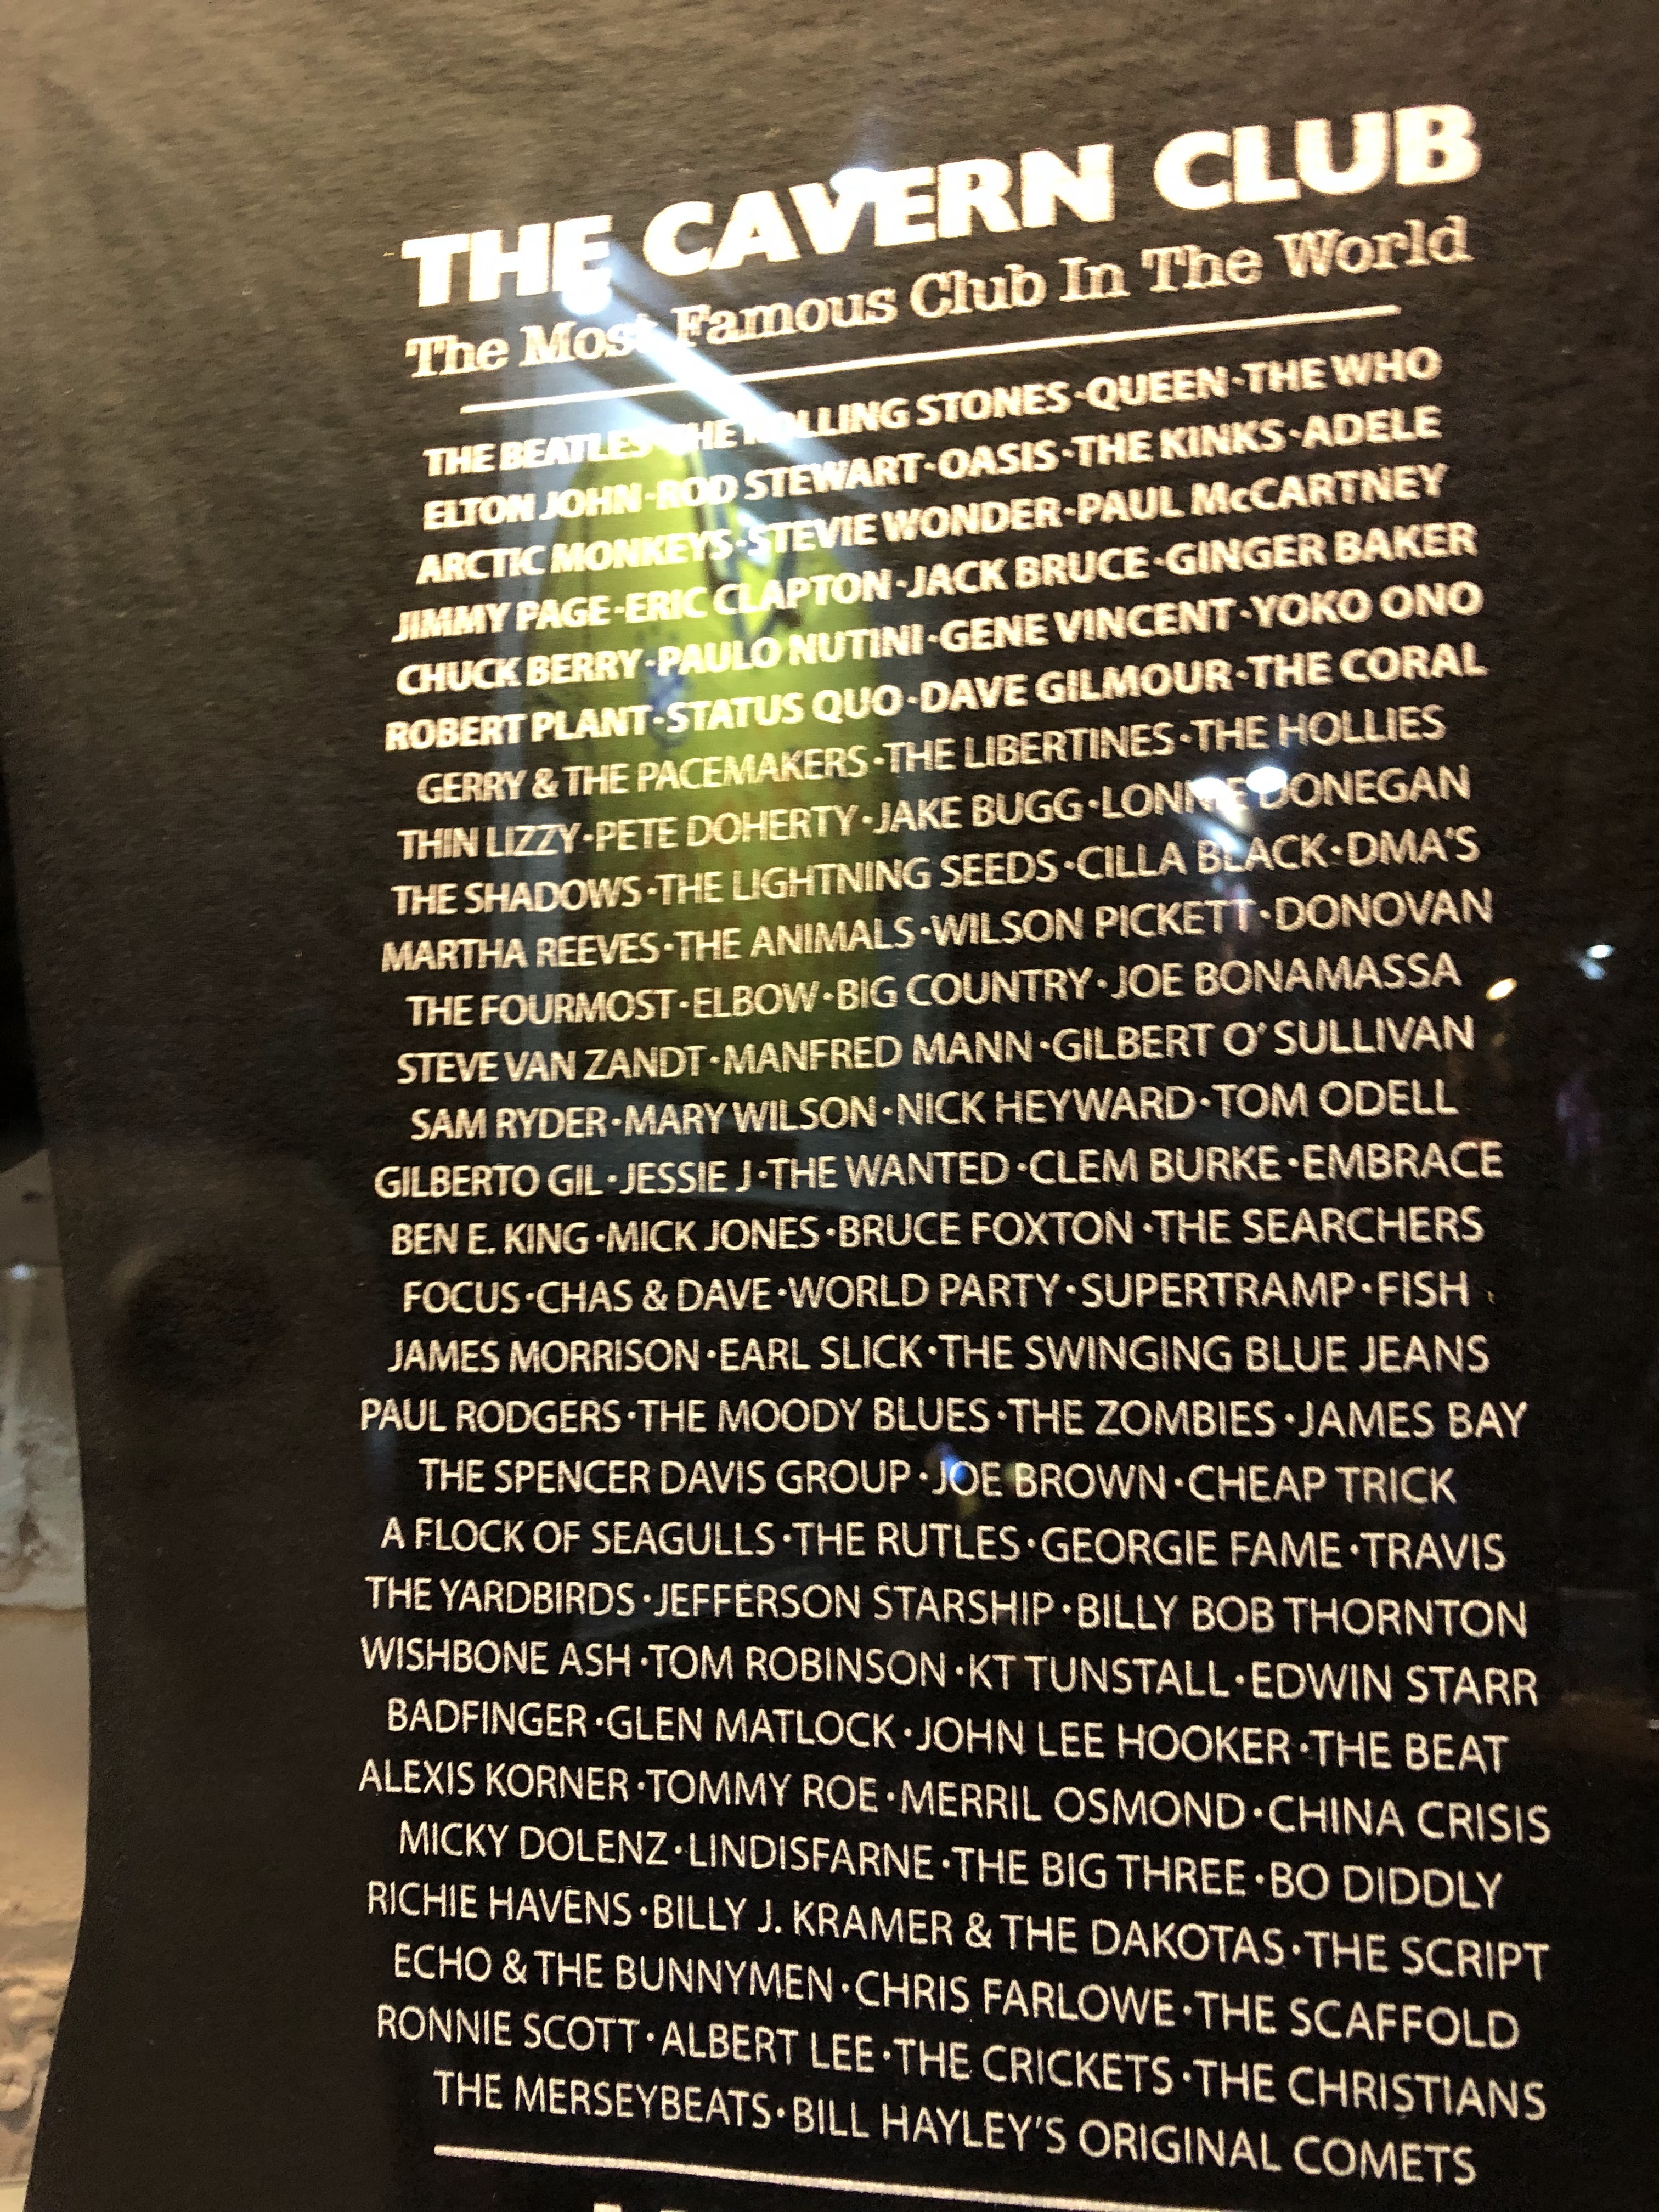 THE CAVERN CLUB
The Most Famous Club In The World
THE BEATLES·THE ROLLING STONES·QUEEN·THE WHO
ELTON JOHN·ROD STEWART·OASIS·THE KINKS·ADELE
ARCTIC MONKEYS·STEVIE WONDER·PAUL McCARTNEY
JIMMY PAGE·ERIC CLAPTON·JACK BRUCE·GINGER BAKER
CHUCK BERRY·PAULO NUTINI·GENE VINCENT·YOKO ONO
ROBERT PLANT·STATUS QUO·DAVE GILMOUR·THE CORAL
GERRY & THE PACEMAKERS·THE LIBERTINES·THE HOLLIES
THIN LIZZY·PETE DOHERTY·JAKE BUGG·LONNIE DONEGAN
THE SHADOWS·THE LIGHTNING SEEDS·CILLA BLACK·DMA'S
MARTHA REEVES·THE ANIMALS·WILSON PICKETT·DONOVAN
THE FOURMOST·ELBOW·BIG COUNTRY·JOE BONAMASSA
STEVE VAN ZANDT·MANFRED MANN·GILBERT O' SULLIVAN
SAM RYDER·MARY WILSON·NICK HEYWARD·TOM ODELL
GILBERTO GIL·JESSIE J·THE WANTED·CLEM BURKE·EMBRACE
BEN E. KING·MICK JONES·BRUCE FOXTON·THE SEARCHERS
FOCUS·CHAS & DAVE·WORLD PARTY·SUPERTRAMP·FISH
JAMES MORRISON·EARL SLICK·THE SWINGING BLUE JEANS
PAUL RODGERS·THE MOODY BLUES·THE ZOMBIES·JAMES BAY
THE SPENCER DAVIS GROUP·JOE BROWN·CHEAP TRICK
A FLOCK OF SEAGULLS·THE RUTLES·GEORGIE FAME·TRAVIS
THE YARDBIRDS·JEFFERSON STARSHIP·BILLY BOB THORNTON
WISHBONE ASH·TOM ROBINSON·KT TUNSTALL·EDWIN STARR
BADFINGER·GLEN MATLOCK·JOHN LEE HOOKER·THE BEAT
ALEXIS KORNER·TOMMY ROE·MERRIL OSMOND·CHINA CRISIS
MICKY DOLENZ·LINDISFARNE·THE BIG THREE·BO DIDDLY
RICHIE HAVENS·BILLY J. KRAMER & THE DAKOTAS·THE SCRIPT
ECHO & THE BUNNYMEN·CHRIS FARLOWE·THE SCAFFOLD
RONNIE SCOTT·ALBERT LEE·THE CRICKETS·THE CHRISTIANS
THE MERSEYBEATS·BILL HAYLEY'S ORIGINAL COMETS